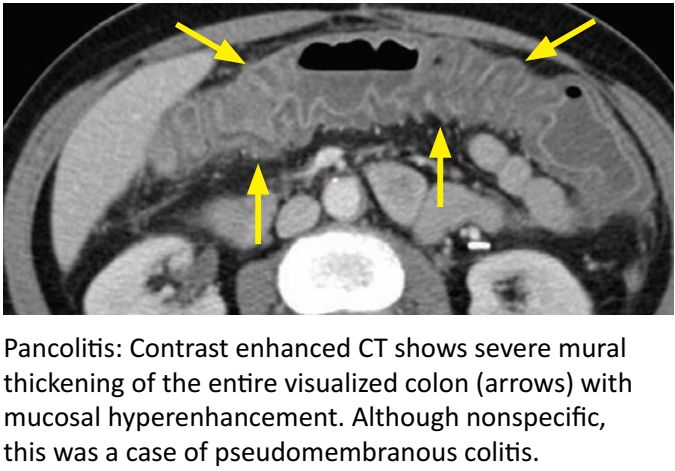 Pancolitis: Contrast enhanced CT shows severe mural
thickening of the entire visualized colon (arrows) with
mucosal hyperenhancement. Although nonspecific,
this was a case of pseudomembranous colitis.